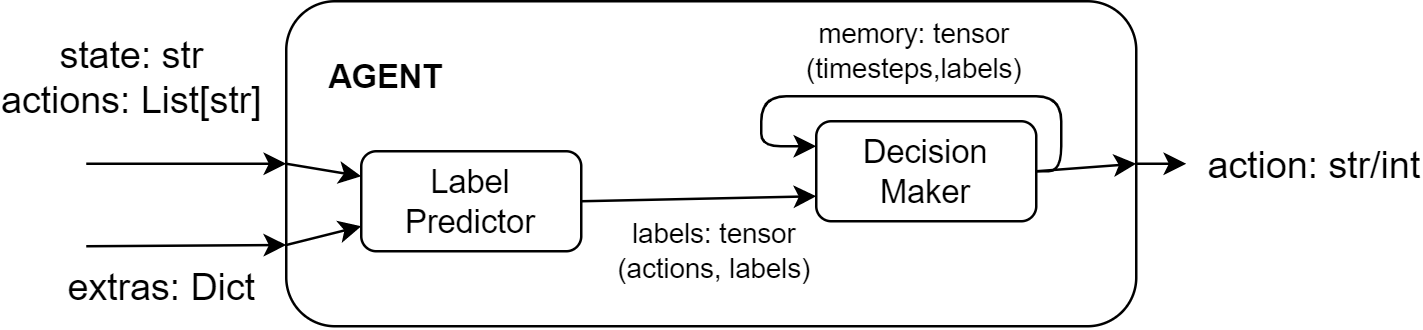 state: str
actions: List[str]
extras: Dict
AGENT
Label
Predictor
labels: tensor
(actions, labels)
memory: tensor
(timesteps,labels)
Decision
Maker
action: str/int